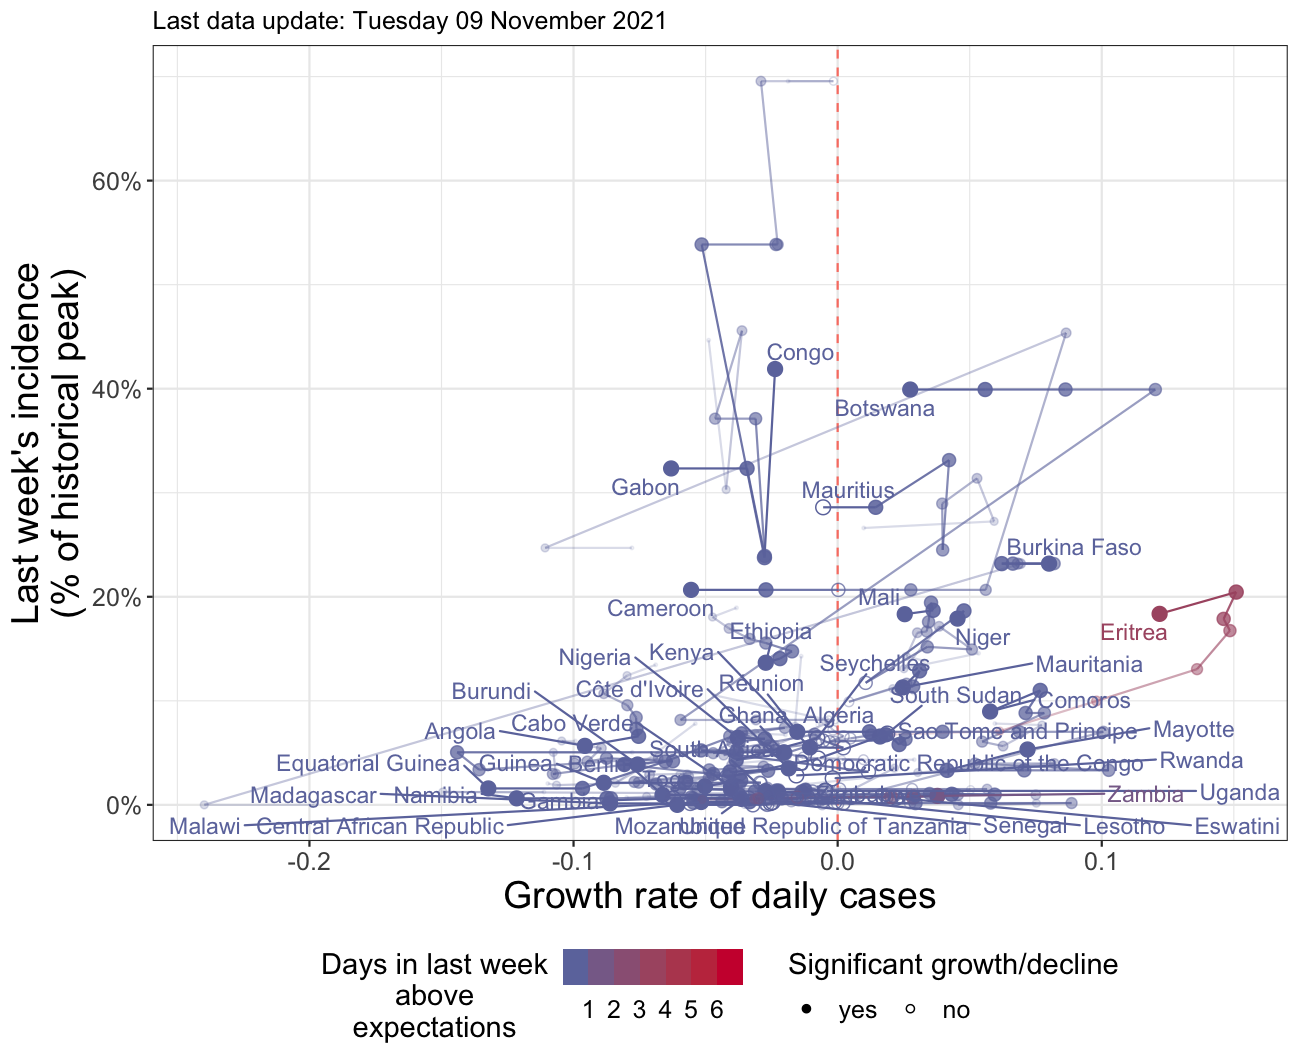 Last data update: Tuesday 09 November 2021
Last week's incidence
(% of historical peak)
60%
40%
20%
0%
Congo
Botswana
Gabon
Mauritius
Burkina Faso
Cameroon
Mali
Eritrea
Ethiopia
Niger
Nigeria
Kenya
Seychelles
Mauritania
Burundi
Côte d'Ivoire
Réunion
South Sudan
Comoros
Angola
Cabo Verde
Ghana
Algeria
Sao Tome and Principe
Mayotte
Equatorial Guinea
Guinea
Benin
South Africa
Democratic Republic of the Congo
Rwanda
Togo
Madagascar
Namibia
Gambia
Zambia
Uganda
Malawi
Central African Republic
Mozambique
United Republic of Tanzania
Senegal
Lesotho
Eswatini
-0.2
-0.1
0.0
0.1
Growth rate of daily cases
Days in last week
above
expectations
1 2 3 4 5 6
Significant growth/decline
yes
no